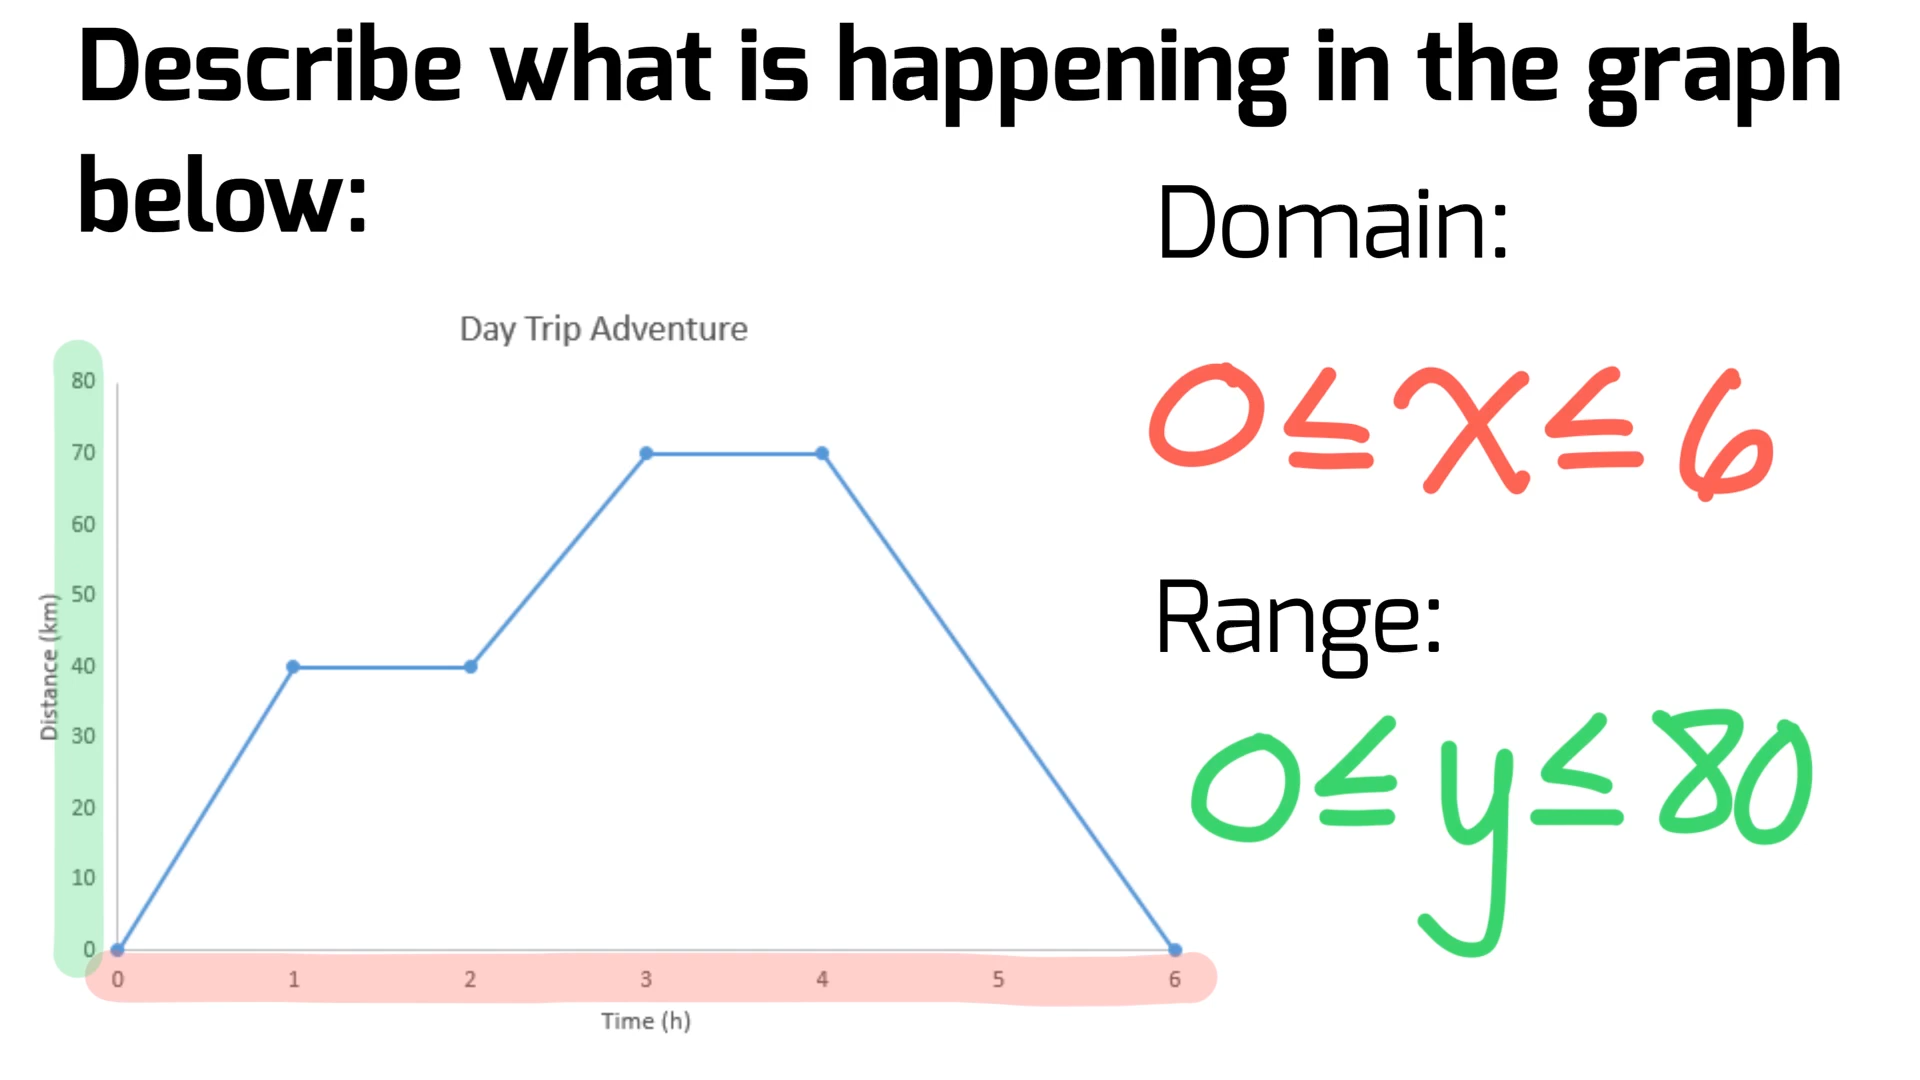 Describe what is happening in the graph
below:
Domain:
0 ≤ x ≤ 6
Range:
0 ≤ y ≤ 80
Day Trip Adventure
Distance (km)
80
70
60
50
40
30
20
10
0
0 1 2 3 4 5 6
Time (h)